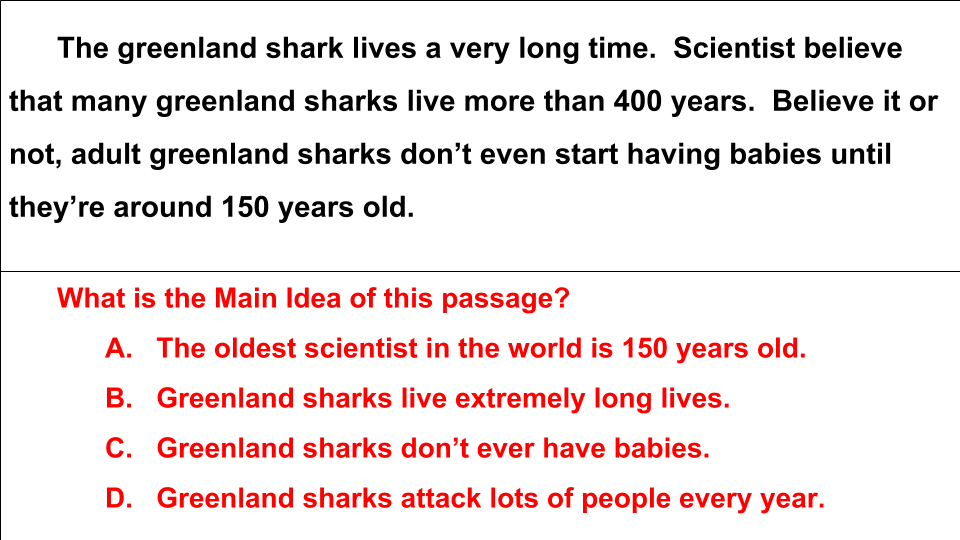 The greenland shark lives a very long time.  Scientist believe
that many greenland sharks live more than 400 years.  Believe it or
not, adult greenland sharks don’t even start having babies until
they’re around 150 years old.
What is the Main Idea of this passage?
A. The oldest scientist in the world is 150 years old.
B. Greenland sharks live extremely long lives.
C. Greenland sharks don’t ever have babies.
D. Greenland sharks attack lots of people every year.